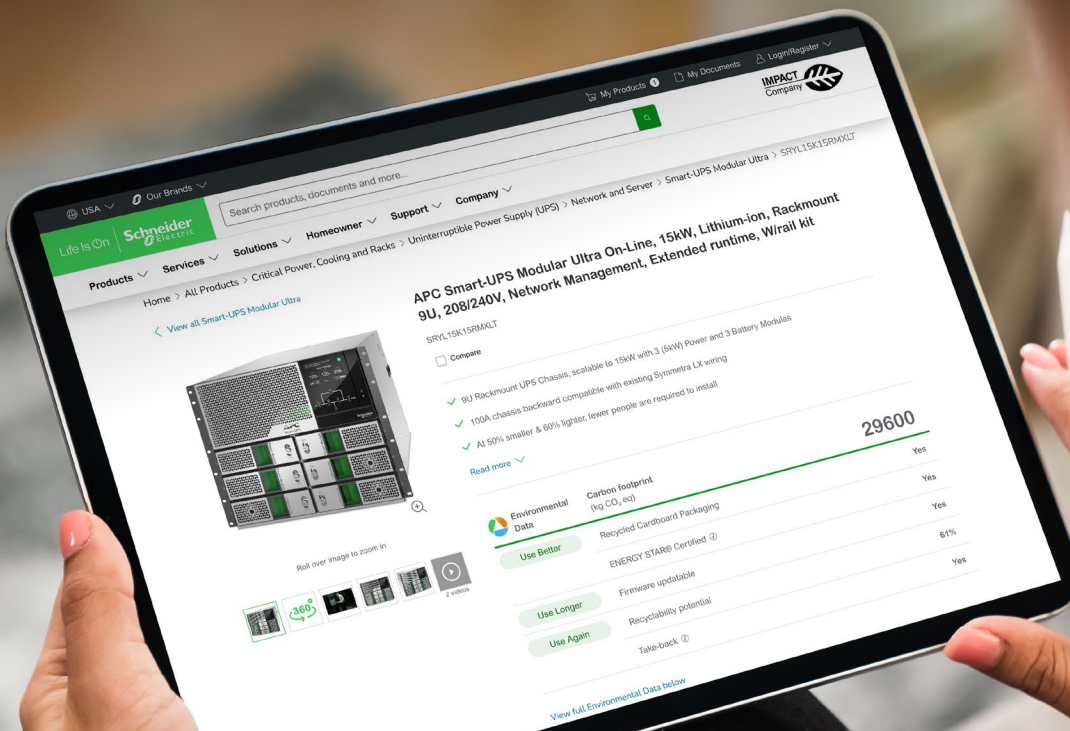 USA
Our Brands
My Products 1
My Documents
Login/Register
Life Is On
Schneider
Electric
Search products, documents and more...
IMPACT
Company
Products
Services
Solutions
Homeowner
Support
Company
Home > All Products > Critical Power, Cooling and Racks > Uninterruptible Power Supply (UPS) > Network and Server > Smart-UPS Modular Ultra > SRYL15K15RMXLT
View all Smart-UPS Modular Ultra
APC Smart-UPS Modular Ultra On-Line, 15kW, Lithium-ion, Rackmount
9U, 208/240V, Network Management, Extended runtime, W/rail kit
SRYL15K15RMXLT
Compare
9U Rackmount UPS Chassis, scalable to 15kW with 3 (5kW) Power and 3 Battery Modules
100A chassis backward compatible with existing Symmetra LX wiring
At 50% smaller & 60% lighter, fewer people are required to install
Read more
APC
Roll over image to zoom in
360°
2 videos
Environmental
Data
Carbon footprint
(kg CO₂ eq)
29600
Use Better
Recycled Cardboard Packaging
Yes
ENERGY STAR® Certified
Yes
Use Longer
Firmware updatable
Yes
Use Again
Recyclability potential
61%
Take-back
Yes
View full Environmental Data below